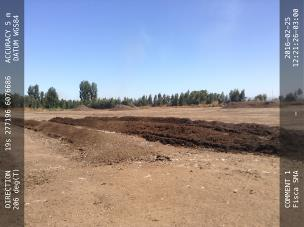 DIRECTION
206 deg(T)
19s 277196 6076686
ACCURACY 5 m
DATUM WGS84
COMMENT 1
Fisca SMA
2016-02-25
12:21:26-03:00